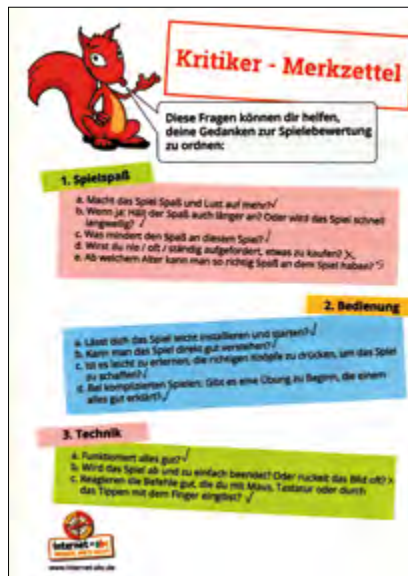 Kritiker - Merkzettel
Diese Fragen können dir helfen,
deine Gedanken zur Spielebewertung
zu ordnen:
1. Spielspaß
a. Macht das Spiel Spaß und Lust auf mehr? √
b. Wenn ja: Hält der Spaß auch länger an? Oder wird das Spiel schnell
langweilig? √
c. Was mindert den Spaß an diesem Spiel? √
d. Wirst du nie / oft / ständig aufgefordert, etwas zu kaufen? X
e. Ab welchem Alter kann man so richtig Spaß an dem Spiel haben?
2. Bedienung
a. Lässt dich das Spiel leicht installieren und starten? √
b. Kann man das Spiel direkt gut verstehen? √
c. Ist es leicht zu erlernen, die richtigen Knöpfe zu drücken, um das Spiel
zu schaffen? √
d. Bei komplizierten Spielen: Gibt es eine Übung zu Beginn, die einem
alles gut erklärt? √
3. Technik
a. Funktioniert alles gut? √
b. Wird das Spiel ab und zu einfach beendet? Oder ruckelt das Bild oft? x
c. Reagieren die Befehle gut, die du mit Maus, Tastatur oder durch
das Tippen mit dem Finger eingibst? √
internet-abc
www.internet-abc.de